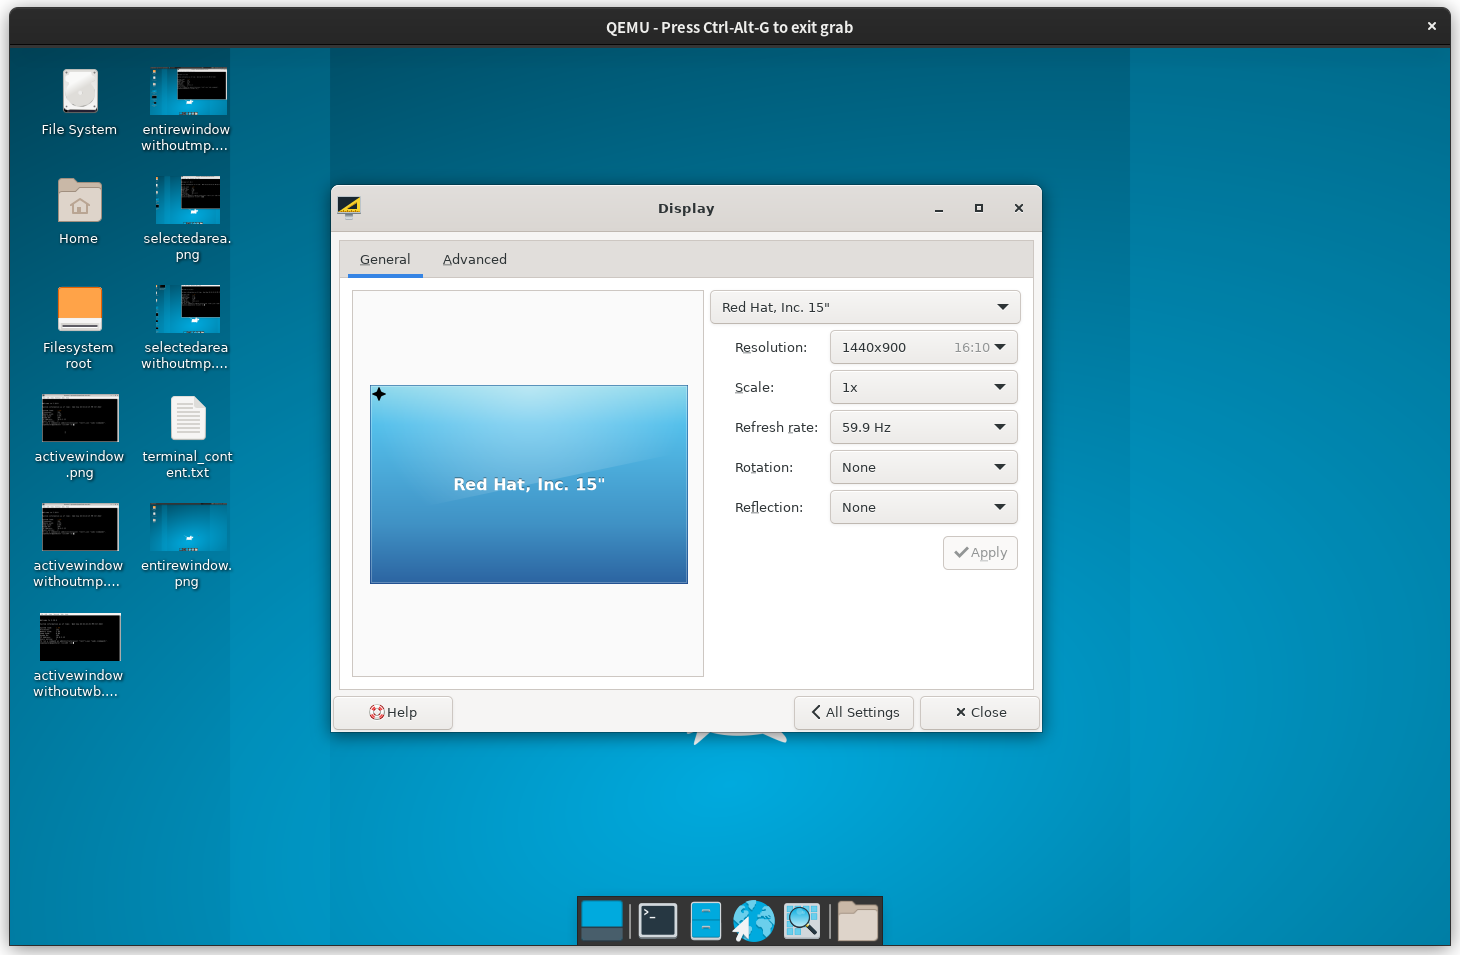 QEMU - Press Ctrl-Alt-G to exit grab
File System
entirewindow
withoutmp....
Home
selectedarea.
png
Filesystem
root
selectedarea
withoutmp....
activewindow
.png
terminal_cont
ent.txt
activewindow
withoutmp....
entirewindow.
png
activewindow
withoutwb....
Display
General
Advanced
Red Hat, Inc. 15"
Red Hat, Inc. 15"
Resolution:
1440x900
16:10
Scale:
1x
Refresh rate:
59.9 Hz
Rotation:
None
Reflection:
None
Apply
Help
All Settings
Close